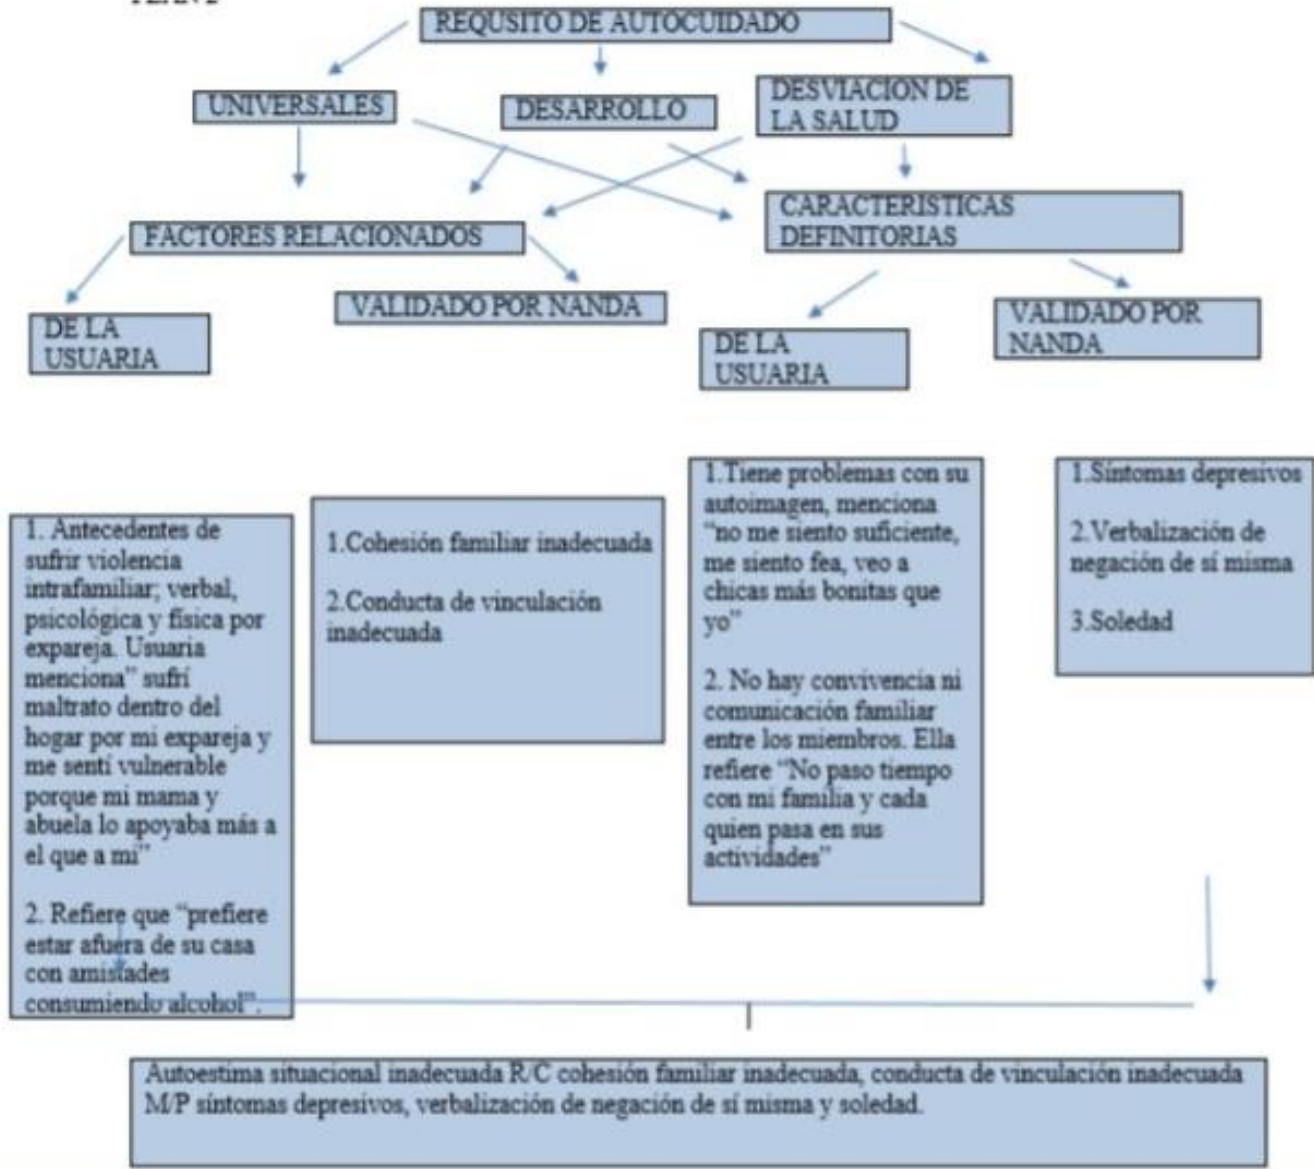 REQUSITO DE AUTOCUIDADO
UNIVERSALES
DESARROLLO
DESVIACION DE
LA SALUD
FACTORES RELACIONADOS
CARACTERISTICAS
DEFINITORIAS
DE LA
USUARIA
VALIDADO POR NANDA
DE LA
USUARIA
VALIDADO POR
NANDA
1. Antecedentes de
sufrir violencia
intrafamiliar; verbal,
psicológica y física por
expareja. Usuaria
menciona” sufrí
maltrato dentro del
hogar por mi expareja y
me sentí vulnerable
porque mi mama y
abuela lo apoyaba más a
el que a mi”
2. Refiere que “prefiere
estar afuera de su casa
con amistades
consumiendo alcohol”.
1.Cohesión familiar inadecuada
2.Conducta de vinculación
inadecuada
1.Tiene problemas con su
autoimagen, menciona
“no me siento suficiente,
me siento fea, veo a
chicas más bonitas que
yo”
2. No hay convivencia ni
comunicación familiar
entre los miembros. Ella
refiere “No paso tiempo
con mi familia y cada
quien pasa en sus
actividades”
1.Síntomas depresivos
2.Verbalización de
negación de sí misma
3.Soledad
Autoestima situacional inadecuada R/C cohesión familiar inadecuada, conducta de vinculación inadecuada
M/P síntomas depresivos, verbalización de negación de sí misma y soledad.